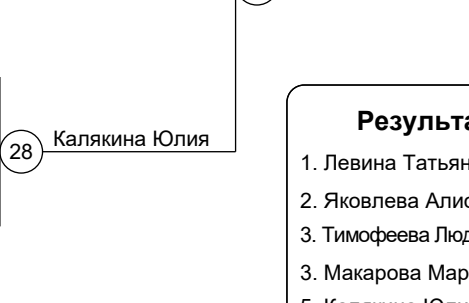 28
Калякина Юлия
Результа
1. Левина Татьян
2. Яковлева Алис
3. Тимофеева Люд
3. Макарова Мар